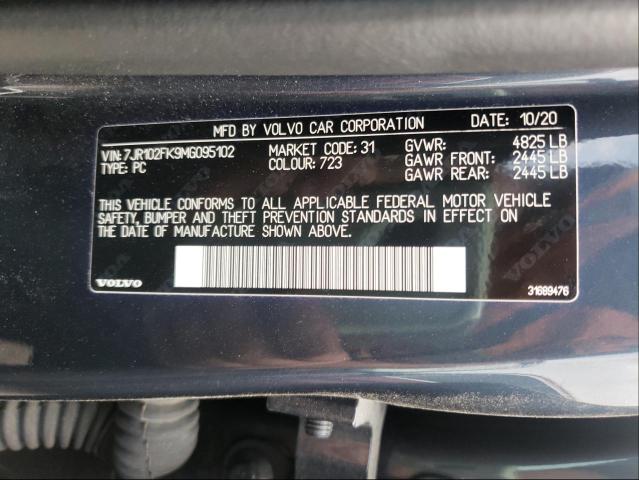 MFD BY VOLVO CAR CORPORATION DATE: 10/20
VIN: 7JR102FK9MG095102 MARKET CODE: 31 GVWR: 4825 LB
TYPE: PC COLOUR: 723 GAWR FRONT: 2445 LB
GAWR REAR: 2445 LB
THIS VEHICLE CONFORMS TO ALL APPLICABLE FEDERAL MOTOR VEHICLE
SAFETY, BUMPER AND THEFT PREVENTION STANDARDS IN EFFECT ON
THE DATE OF MANUFACTURE SHOWN ABOVE.
VOLVO 31689476